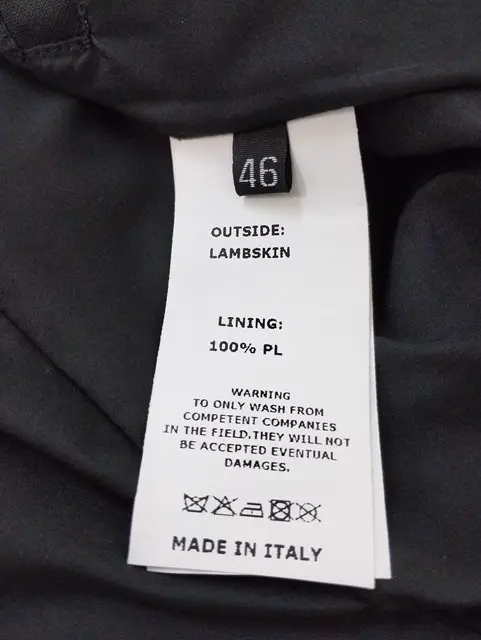 46
OUTSIDE:
LAMBSKIN
LINING:
100% PL
WARNING
TO ONLY WASH FROM
COMPETENT COMPANIES
IN THE FIELD.THEY WILL NOT
BE ACCEPTED EVENTUAL
DAMAGES.
MADE IN ITALY